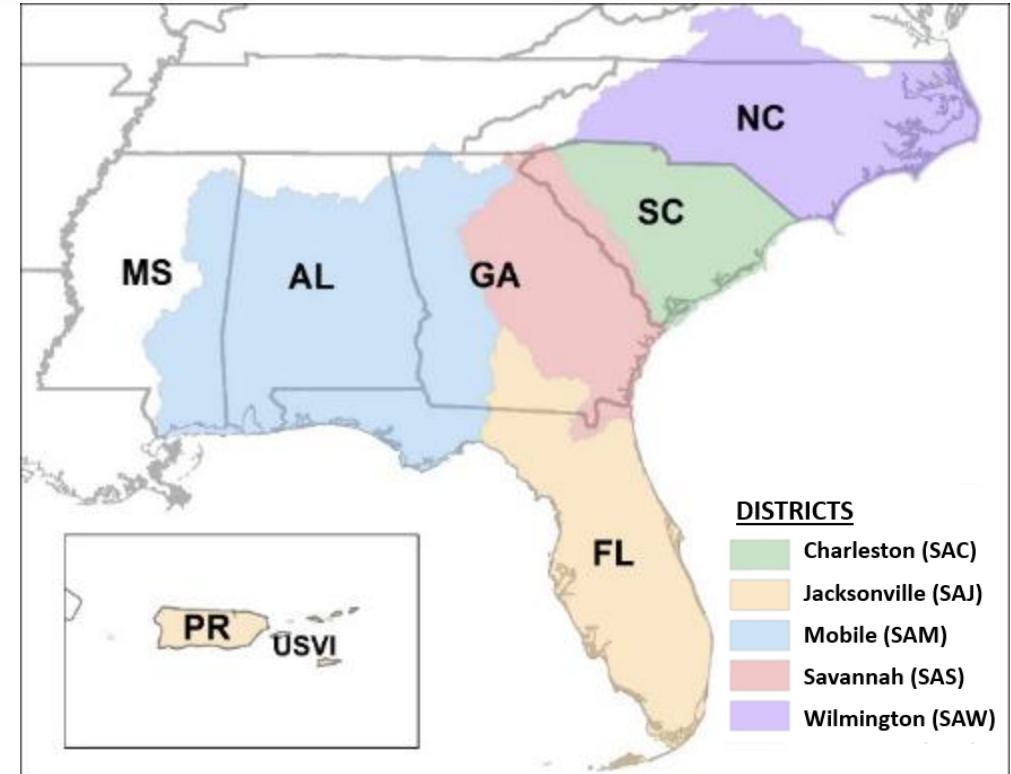 NC
SC
MS
AL
GA
FL
PR
USVI
DISTRICTS
Charleston (SAC)
Jacksonville (SAJ)
Mobile (SAM)
Savannah (SAS)
Wilmington (SAW)